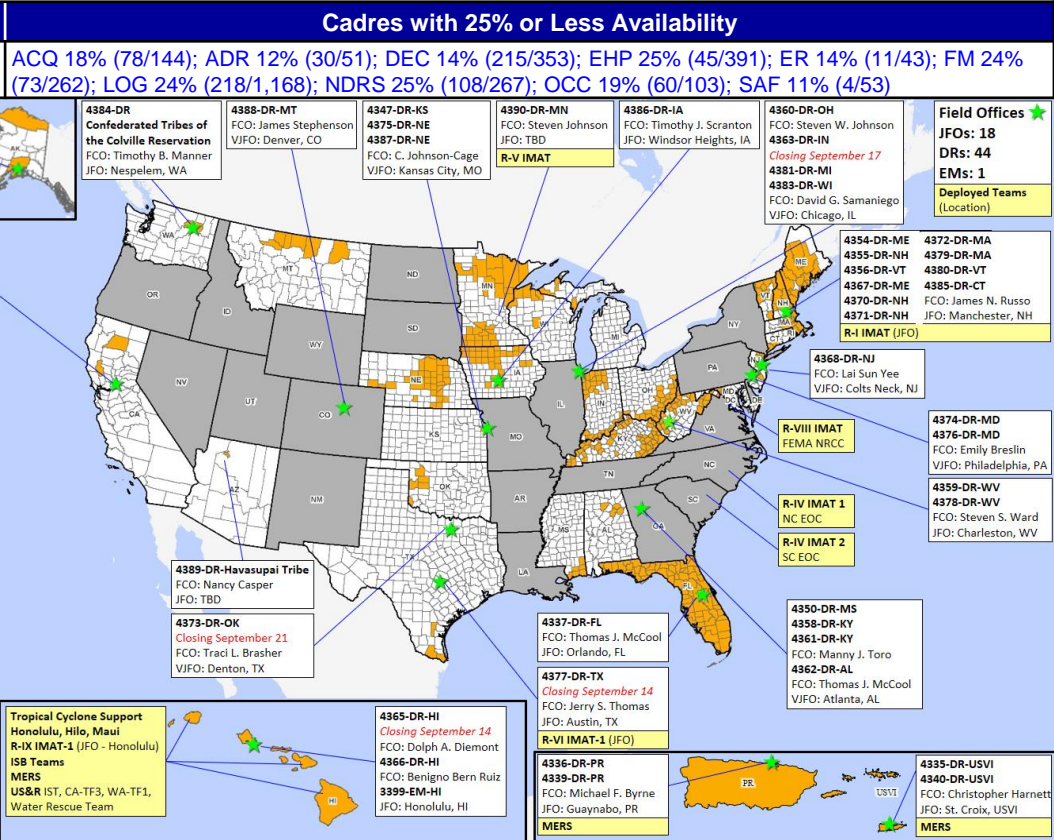 Cadres with 25% or Less Availability
ACQ 18% (78/144); ADR 12% (30/51); DEC 14% (215/353); EHP 25% (45/391); ER 14% (11/43); FM 24%
(73/262); LOG 24% (218/1,168); NDRS 25% (108/267); OCC 19% (60/103); SAF 11% (4/53)
4384-DR
Confederated Tribes of
the Colville Reservation
FCO: Timothy B. Manner
JFO: Nespelem, WA
4388-DR-MT
FCO: James Stephenson
VJFO: Denver, CO
4347-DR-KS
4375-DR-NE
4387-DR-NE
FCO: C. Johnson-Cage
VJFO: Kansas City, MO
4390-DR-MN
FCO: Steven Johnson
JFO: TBD
R-V IMAT
4386-DR-IA
FCO: Timothy J. Scranton
JFO: Windsor Heights, IA
4360-DR-OH
FCO: Steven W. Johnson
4363-DR-IN
Closing September 17
4381-DR-MI
4383-DR-WI
FCO: David G. Samaniego
VJFO: Chicago, IL
Field Offices
JFOs: 18
DRs: 44
EMs: 1
Deployed Teams
(Location)
4354-DR-ME 4372-DR-MA
4355-DR-NH 4379-DR-MA
4356-DR-VT 4380-DR-VT
4367-DR-ME 4385-DR-CT
4370-DR-NH FCO: James N. Russo
4371-DR-NH JFO: Manchester, NH
R-I IMAT (JFO)
4368-DR-NJ
FCO: Lai Sun Yee
VJFO: Colts Neck, NJ
4374-DR-MD
4376-DR-MD
FCO: Emily Breslin
VJFO: Philadelphia, PA
R-VIII IMAT
FEMA NRCC
4359-DR-WV
4378-DR-WV
FCO: Steven S. Ward
JFO: Charleston, WV
R-IV IMAT 1
NC EOC
R-IV IMAT 2
SC EOC
4389-DR-Havasupai Tribe
FCO: Nancy Casper
JFO: TBD
4373-DR-OK
Closing September 21
FCO: Traci L. Brasher
VJFO: Denton, TX
4337-DR-FL
FCO: Thomas J. McCool
JFO: Orlando, FL
4350-DR-MS
4358-DR-KY
4361-DR-KY
FCO: Manny J. Toro
4362-DR-AL
FCO: Thomas J. McCool
VJFO: Atlanta, AL
4377-DR-TX
Closing September 14
FCO: Jerry S. Thomas
JFO: Austin, TX
R-VI IMAT-1 (JFO)
Tropical Cyclone Support
Honolulu, Hilo, Maui
R-IX IMAT-1 (JFO - Honolulu)
ISB Teams
MERS
US&R IST, CA-TF3, WA-TF1,
Water Rescue Team
4365-DR-HI
Closing September 14
FCO: Dolph A. Diemont
4366-DR-HI
FCO: Benigno Bern Ruiz
3399-EM-HI
JFO: Honolulu, HI
4336-DR-PR
4339-DR-PR
FCO: Michael F. Byrne
JFO: Guaynabo, PR
MERS
4335-DR-USVI
4340-DR-USVI
FCO: Christopher Harnett
JFO: St. Croix, USVI
MERS
AK
WA
MT
ND
MN
ME
OR
ID
SD
WI
MI
VT
NH
NY
MA
CT
RI
WY
NE
IA
PA
NJ
NV
UT
CO
KS
MO
IL
IN
OH
WV
MD
DC
DE
VA
KY
CA
AZ
NM
OK
AR
TN
NC
SC
TX
LA
MS
AL
GA
FL
HI
PR
USVI